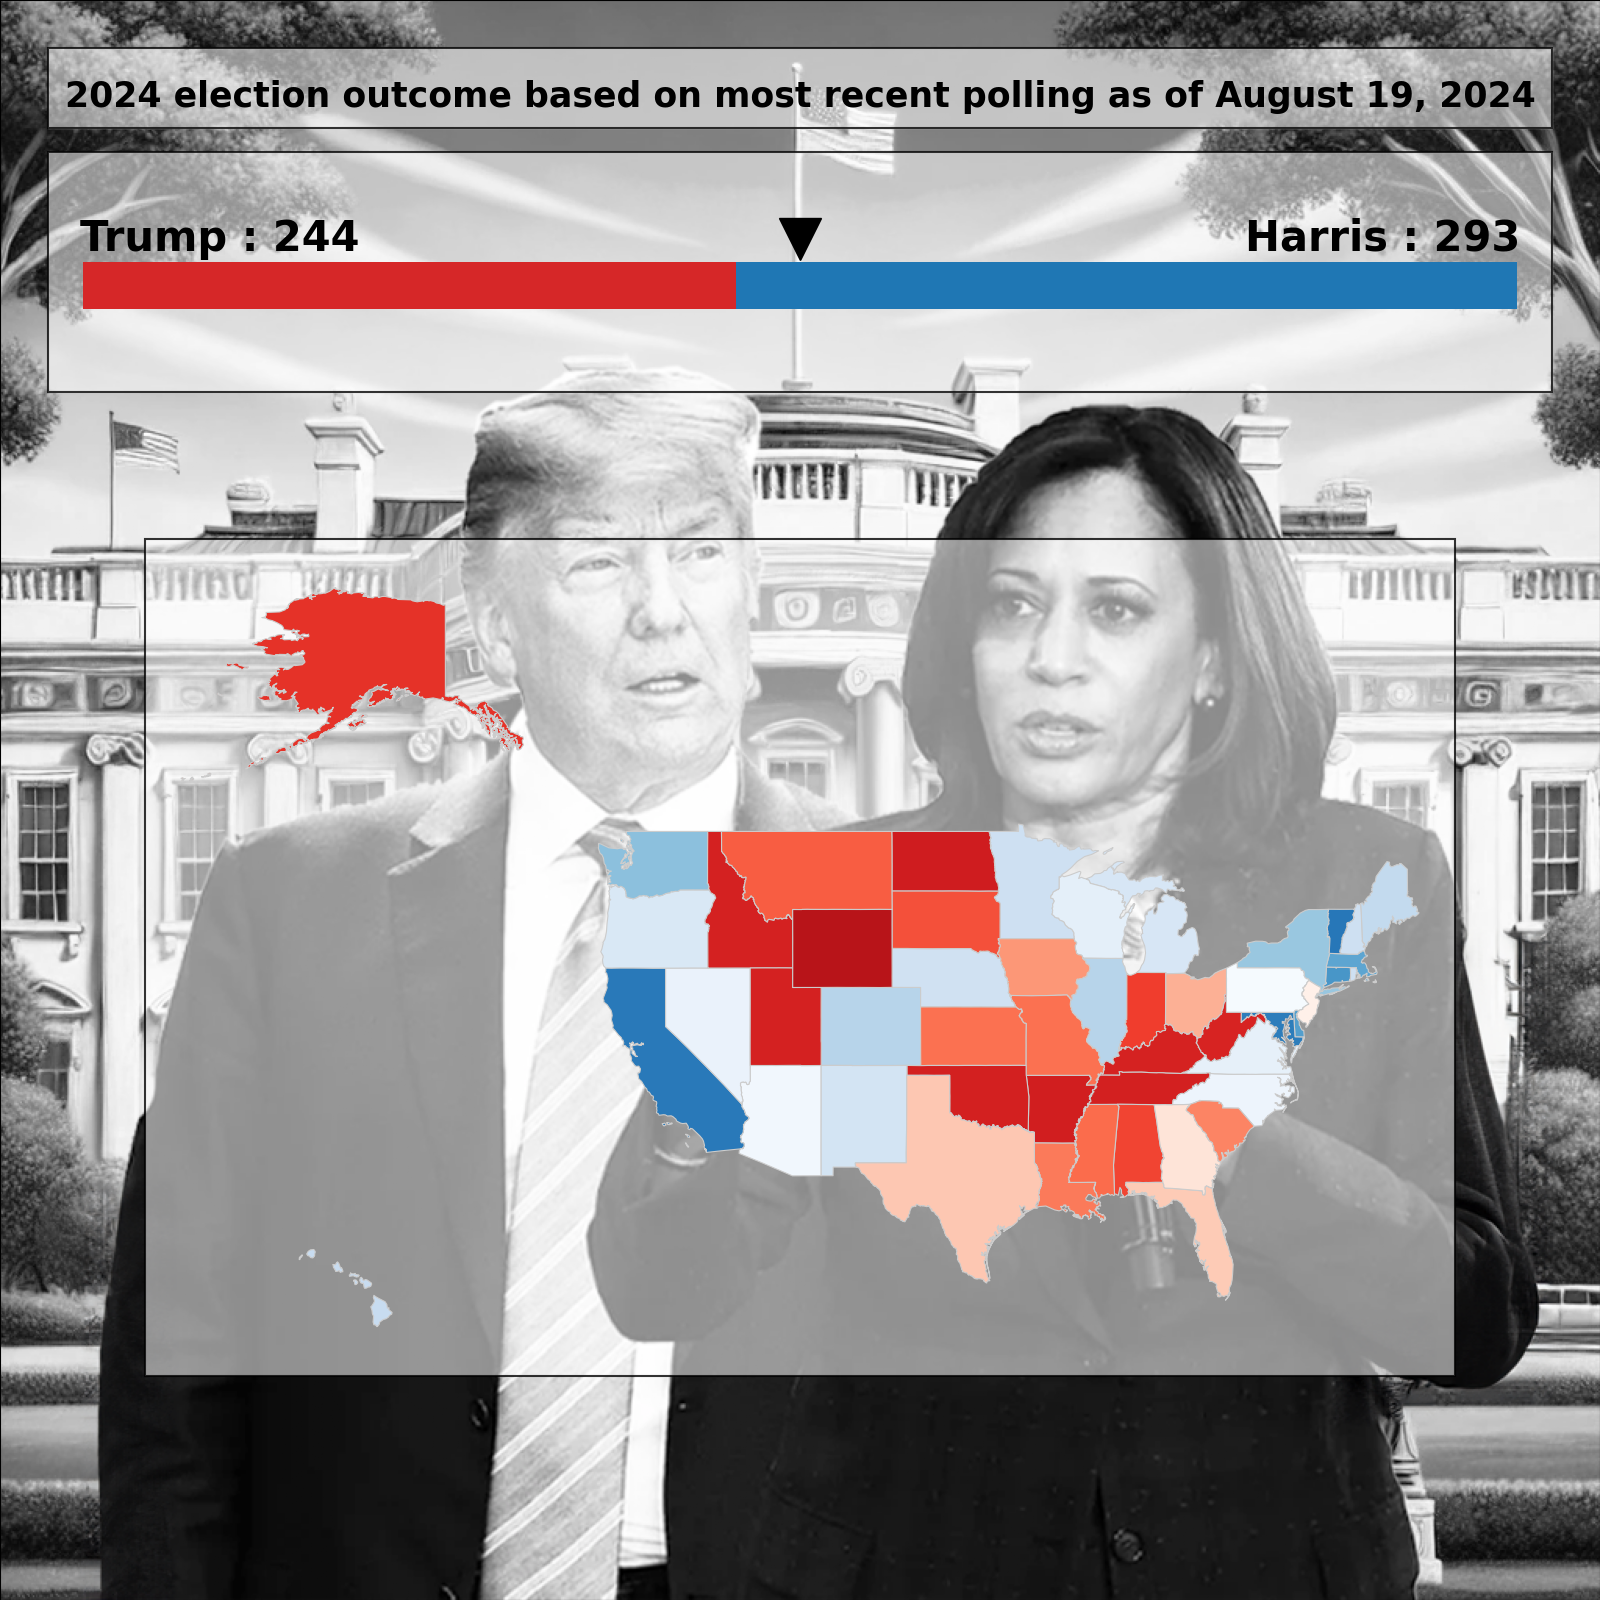 2024 election outcome based on most recent polling as of August 19, 2024
Trump : 244
Harris : 293